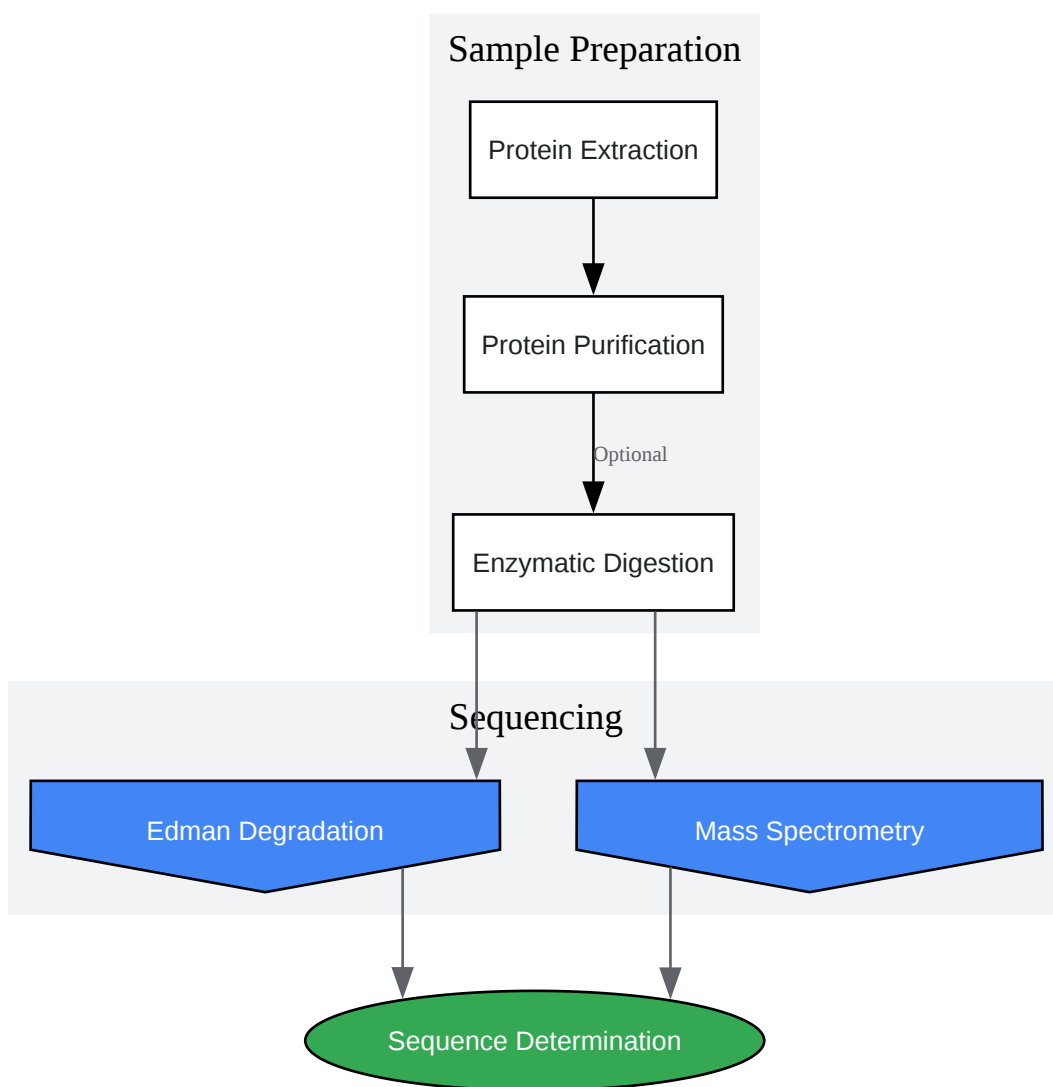 Sample Preparation
Protein Extraction
Protein Purification
Optional
Enzymatic Digestion
Sequencing
Edman Degradation
Mass Spectrometry
Sequence Determination